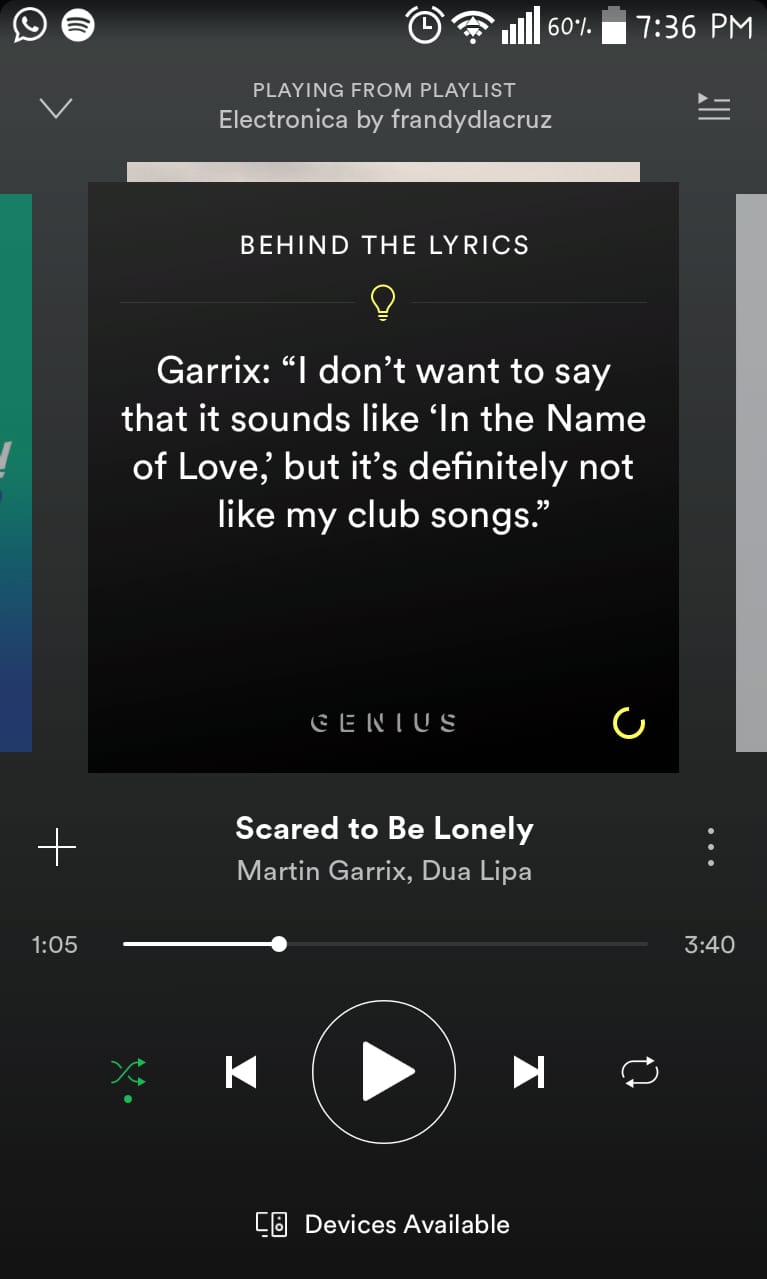 60% 7:36 PM
PLAYING FROM PLAYLIST
Electronica by frandydlacruz
BEHIND THE LYRICS
Garrix: “I don’t want to say
that it sounds like ‘In the Name
of Love,’ but it’s definitely not
like my club songs.”
GENIUS
Scared to Be Lonely
Martin Garrix, Dua Lipa
1:05
3:40
Devices Available